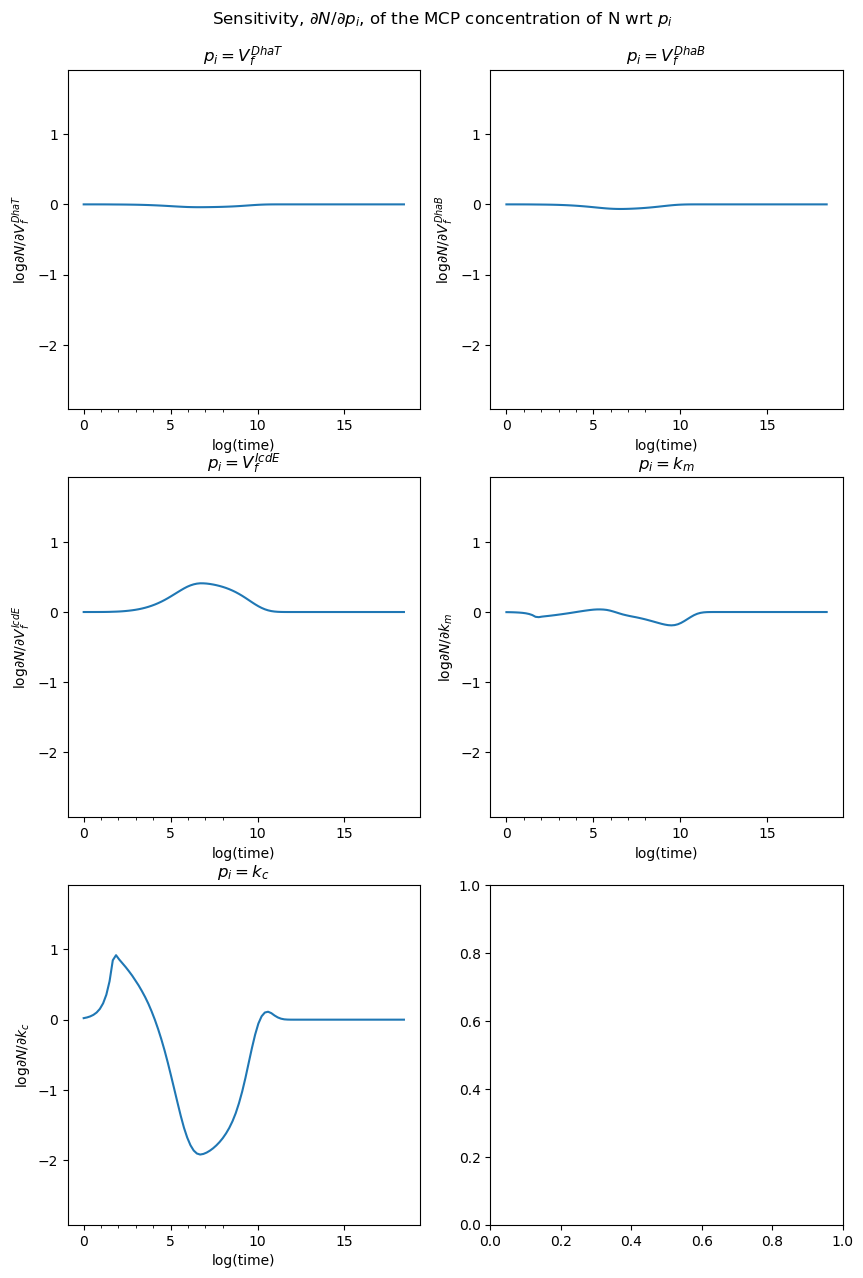 Sensitivity, ∂N/∂p_i, of the MCP concentration of N wrt p_i
p_i = V_f^{DhaT}
log∂N/∂V_f^{DhaT}
1
0
−1
−2
0 5 10 15
log(time)
p_i = V_f^{DhaB}
log∂N/∂V_f^{DhaB}
1
0
−1
−2
0 5 10 15
log(time)
p_i = V_f^{IcdE}
log∂N/∂V_f^{IcdE}
1
0
−1
−2
0 5 10 15
log(time)
p_i = k_m
log∂N/∂k_m
1
0
−1
−2
0 5 10 15
log(time)
p_i = k_c
log∂N/∂k_c
1
0
−1
−2
0 5 10 15
log(time)
1.0
0.8
0.6
0.4
0.2
0.0
0.0 0.2 0.4 0.6 0.8 1.0